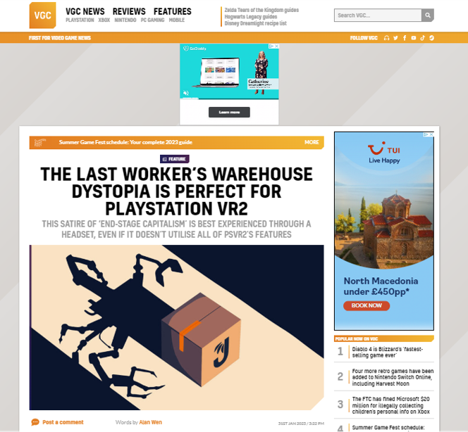 VGC
VGC NEWS REVIEWS FEATURES
PLAYSTATION XBOX NINTENDO PC GAMING MOBILE
Zelda Tears of the Kingdom guides
Hogwarts Legacy guides
Disney Dreamlight recipe list
Search VGC...
FIRST FOR VIDEO GAME NEWS
FOLLOW VGC
GoDaddy
Learn more
Summer Game Fest schedule: Your complete 2023 guide
MORE
FEATURE
THE LAST WORKER'S WAREHOUSE
DYSTOPIA IS PERFECT FOR
PLAYSTATION VR2
THIS SATIRE OF 'END-STAGE CAPITALISM' IS BEST EXPERIENCED THROUGH A
HEADSET, EVEN IF IT DOESN'T UTILISE ALL OF PSVR2'S FEATURES
Post a comment
Words by Alan Wen
31ST JAN 2023 /
TUI
Live Happy
North Macedonia
under £450pp*
BOOK NOW
POPULAR NOW ON VGC
1 Diablo 4 is Blizzard's 'fastest-
selling game ever'
2 Four more retro games have been
added to Nintendo Switch Online,
including Harvest Moon
3 The FTC has fined Microsoft $20
million for illegally collecting
children's personal info on Xbox
4 Summer Game Fest schedule: